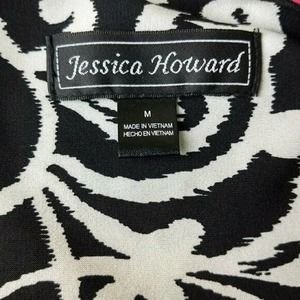 Jessica Howard
M
MADE IN VIETNAM
HECHO EN VIETNAM